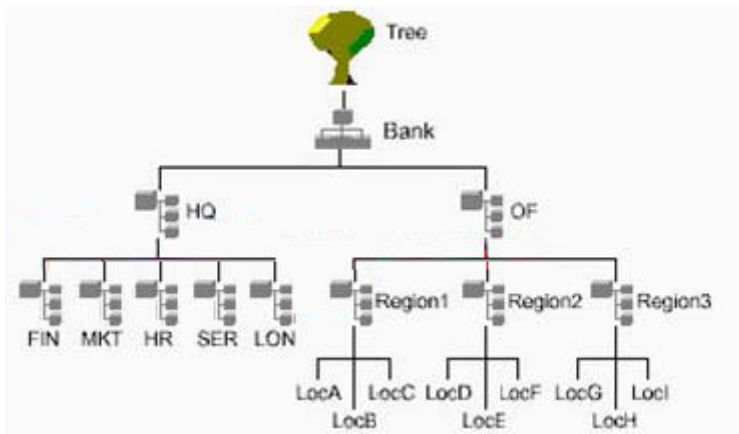 Tree
Bank
HQ
OF
Region1 Region2 Region3
FIN MKT HR SER LON
LocA LocC LocD LocF LocG LocI
LocB LocE LocH